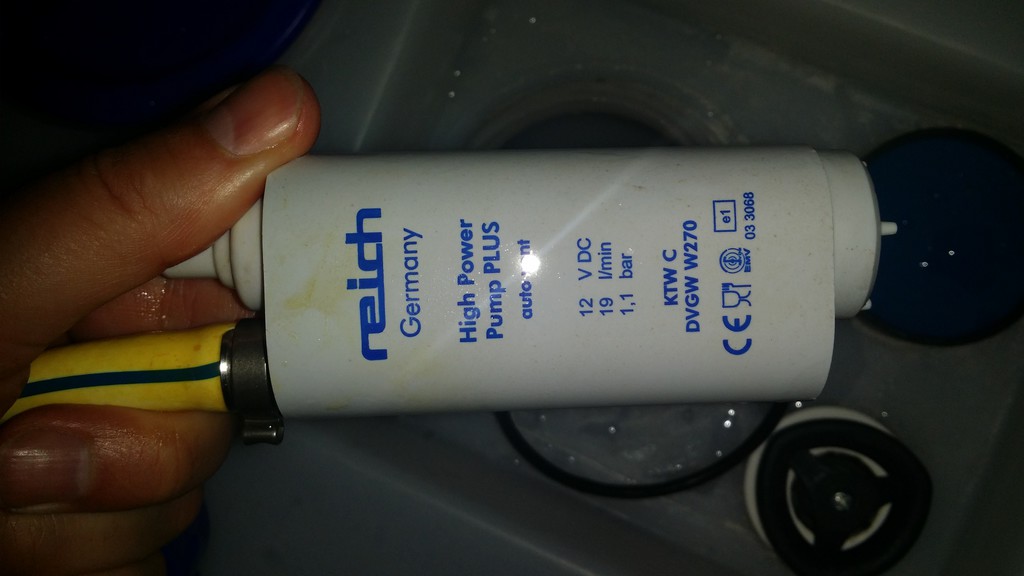 reich
Germany
High Power
Pump PLUS
12 V DC
19 l/min
1,1 bar
KTW C
DVGW W270
CE EMV e1
03 3068